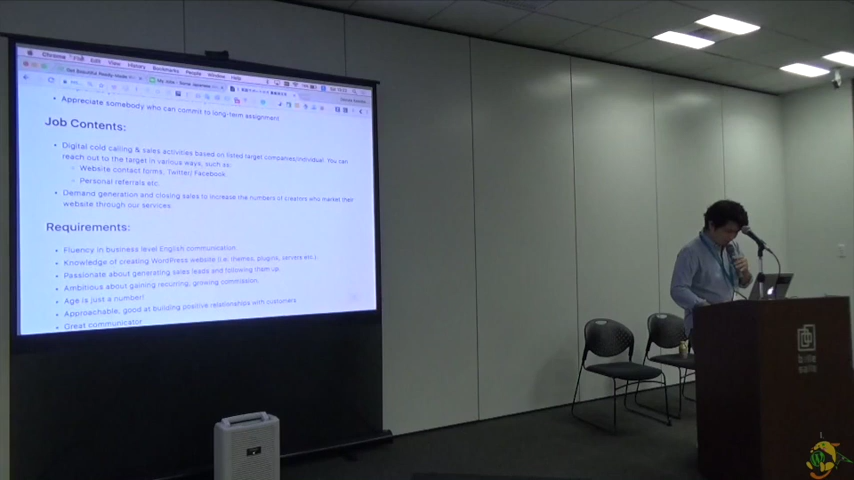 Chrome File Edit View History Bookmarks People Window Help
Appreciate somebody who can commit to long-term assignment.
Job Contents:
Digital cold calling & sales activities based on listed target companies/individual. You can
reach out to the target in various ways, such as:
Website contact forms, Twitter/ Facebook
Personal referrals etc.
Demand generation and closing sales to increase the numbers of creators who market their
website through our services.
Requirements:
Fluency in business level English communication.
Knowledge of creating WordPress website (i.e. themes, plugins, servers etc.)
Passionate about generating sales leads and following them up.
Ambitious about gaining recurring, growing commission.
Age is just a number!
Approachable, good at building positive relationships with customers
Great communicator